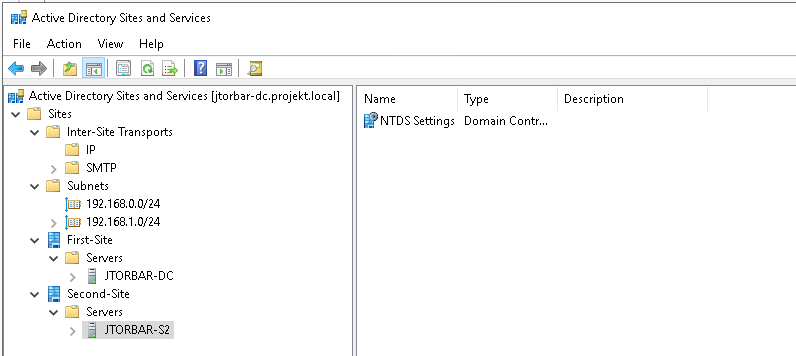 Active Directory Sites and Services
File Action View Help
Active Directory Sites and Services [jtorbar-dc.projekt.local]
Sites
Inter-Site Transports
IP
SMTP
Subnets
192.168.0.0/24
192.168.1.0/24
First-Site
Servers
JTORBAR-DC
Second-Site
Servers
JTORBAR-S2
Name Type Description
NTDS Settings Domain Contr...